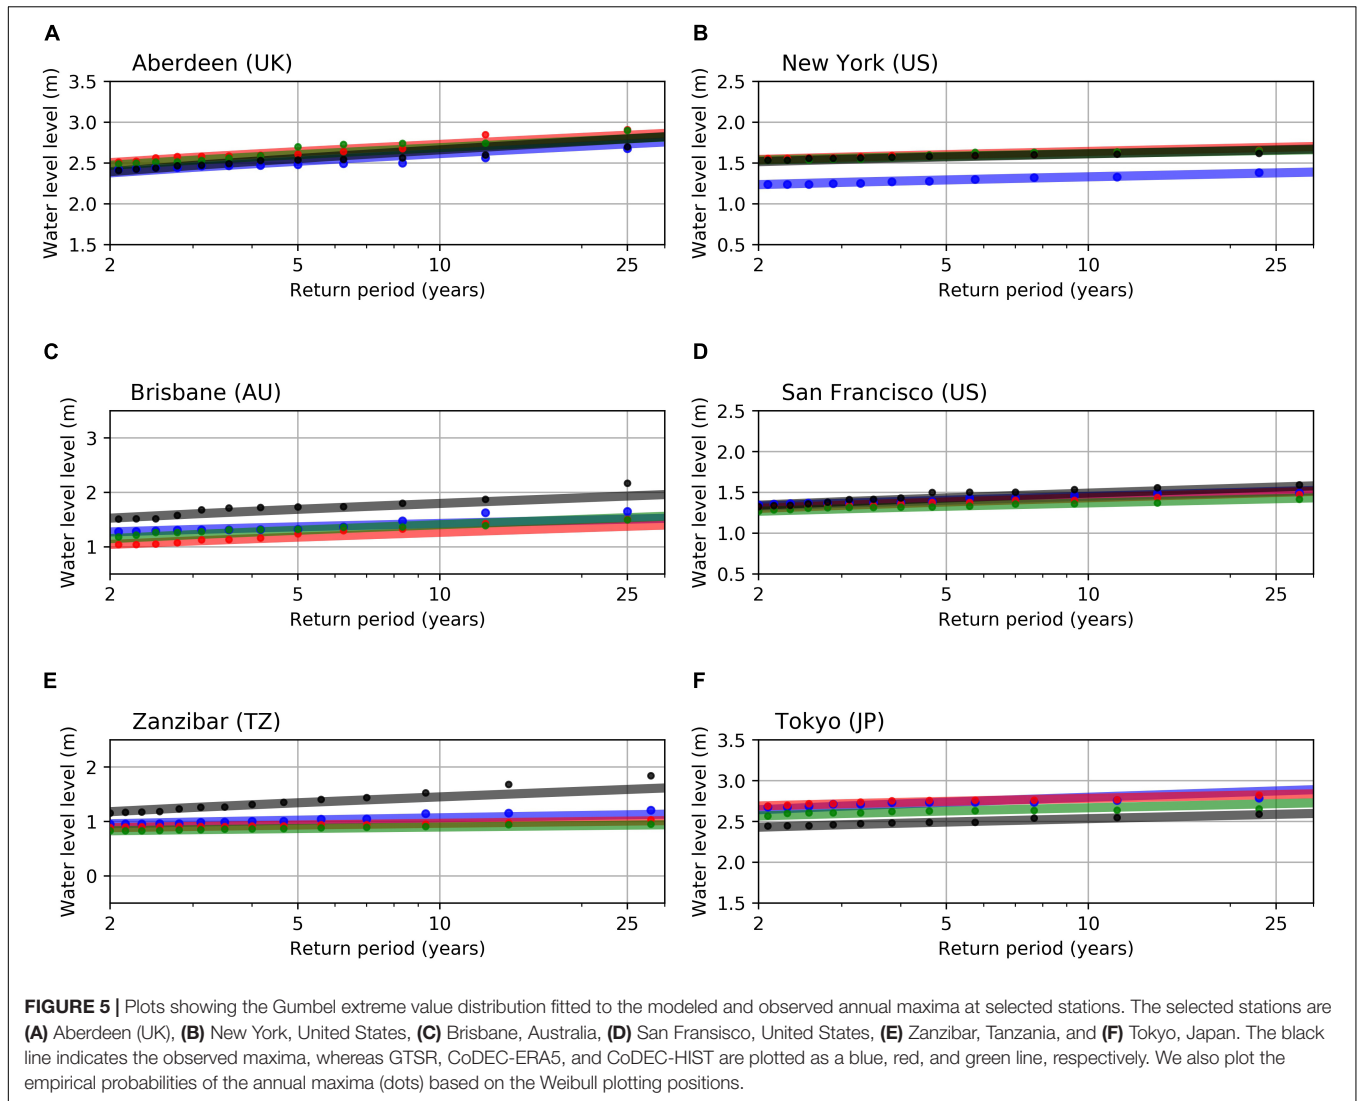 A
Aberdeen (UK)
Water level level (m)
3.5
3.0
2.5
2.0
1.5
2 5 10 25
Return period (years)
B
New York (US)
Water level level (m)
2.5
2.0
1.5
1.0
0.5
2 5 10 25
Return period (years)
C
Brisbane (AU)
Water level level (m)
3
2
1
2 5 10 25
Return period (years)
D
San Francisco (US)
Water level level (m)
2.5
2.0
1.5
1.0
0.5
2 5 10 25
Return period (years)
E
Zanzibar (TZ)
Water level level (m)
2
1
0
2 5 10 25
Return period (years)
F
Tokyo (JP)
Water level level (m)
3.5
3.0
2.5
2.0
1.5
2 5 10 25
Return period (years)
FIGURE 5 | Plots showing the Gumbel extreme value distribution fitted to the modeled and observed annual maxima at selected stations. The selected stations are
(A) Aberdeen (UK), (B) New York, United States, (C) Brisbane, Australia, (D) San Fransisco, United States, (E) Zanzibar, Tanzania, and (F) Tokyo, Japan. The black
line indicates the observed maxima, whereas GTSR, CoDEC-ERA5, and CoDEC-HIST are plotted as a blue, red, and green line, respectively. We also plot the
empirical probabilities of the annual maxima (dots) based on the Weibull plotting positions.